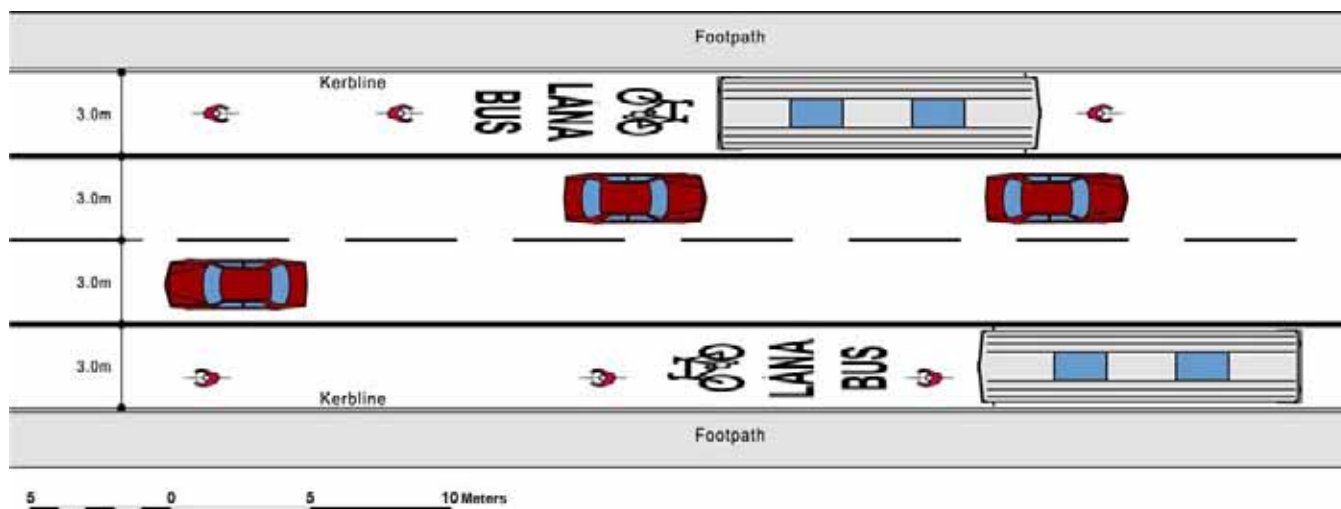 Footpath
Kerbline
3.0m
BUS
LANA
3.0m
3.0m
3.0m
LANA
BUS
Kerbline
Footpath
5 0 5 10 Meters